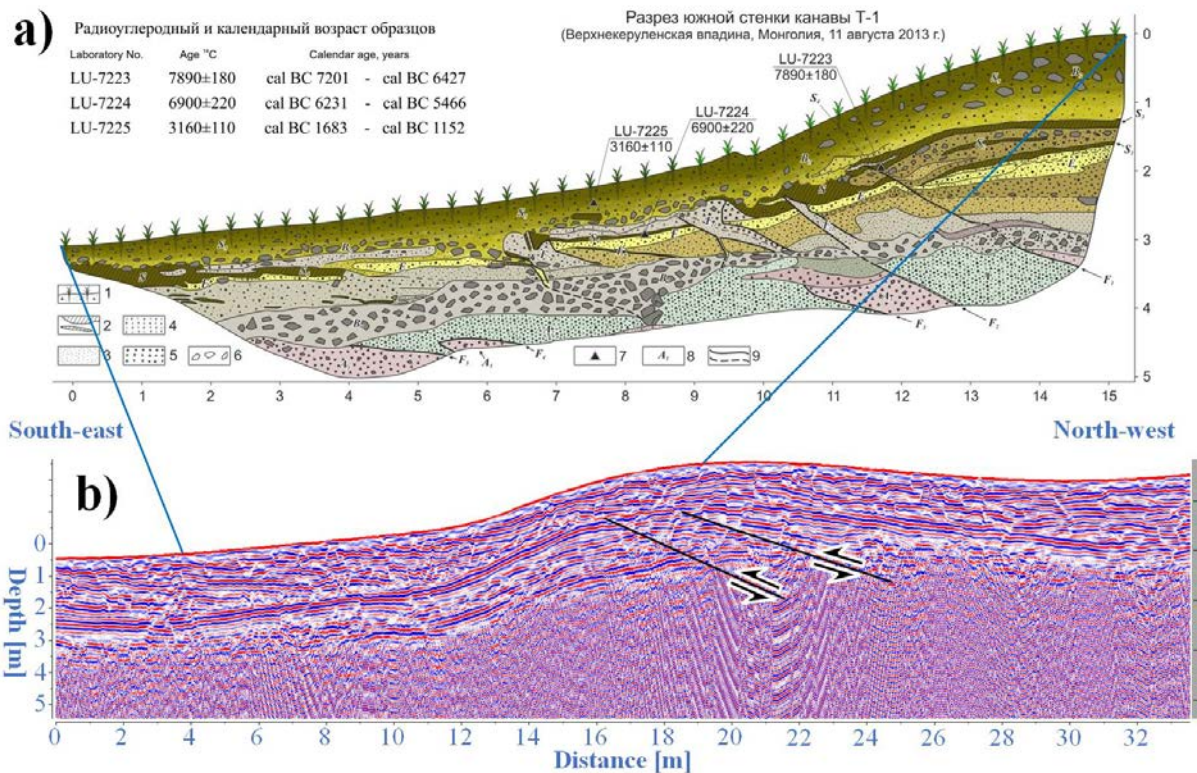 a)
Радиоуглеродный и календарный возраст образцов
Laboratory No. Age ¹⁴C Calendar age, years
LU-7223 7890±180 cal BC 7201 - cal BC 6427
LU-7224 6900±220 cal BC 6231 - cal BC 5466
LU-7225 3160±110 cal BC 1683 - cal BC 1152
Разрез южной стенки канавы Т-1
(Верхнекеруленская впадина, Монголия, 11 августа 2013 г.)
LU-7223
7890±180
LU-7224
6900±220
LU-7225
3160±110
0
1
2
3
4
5
1
2 4
3 5 6 7 8 9
0 1 2 3 4 5 6 7 8 9 10 11 12 13 14 15
South-east North-west
b)
Depth [m]
0
1
2
3
4
5
0 2 4 6 8 10 12 14 16 18 20 22 24 26 28 30 32
Distance [m]